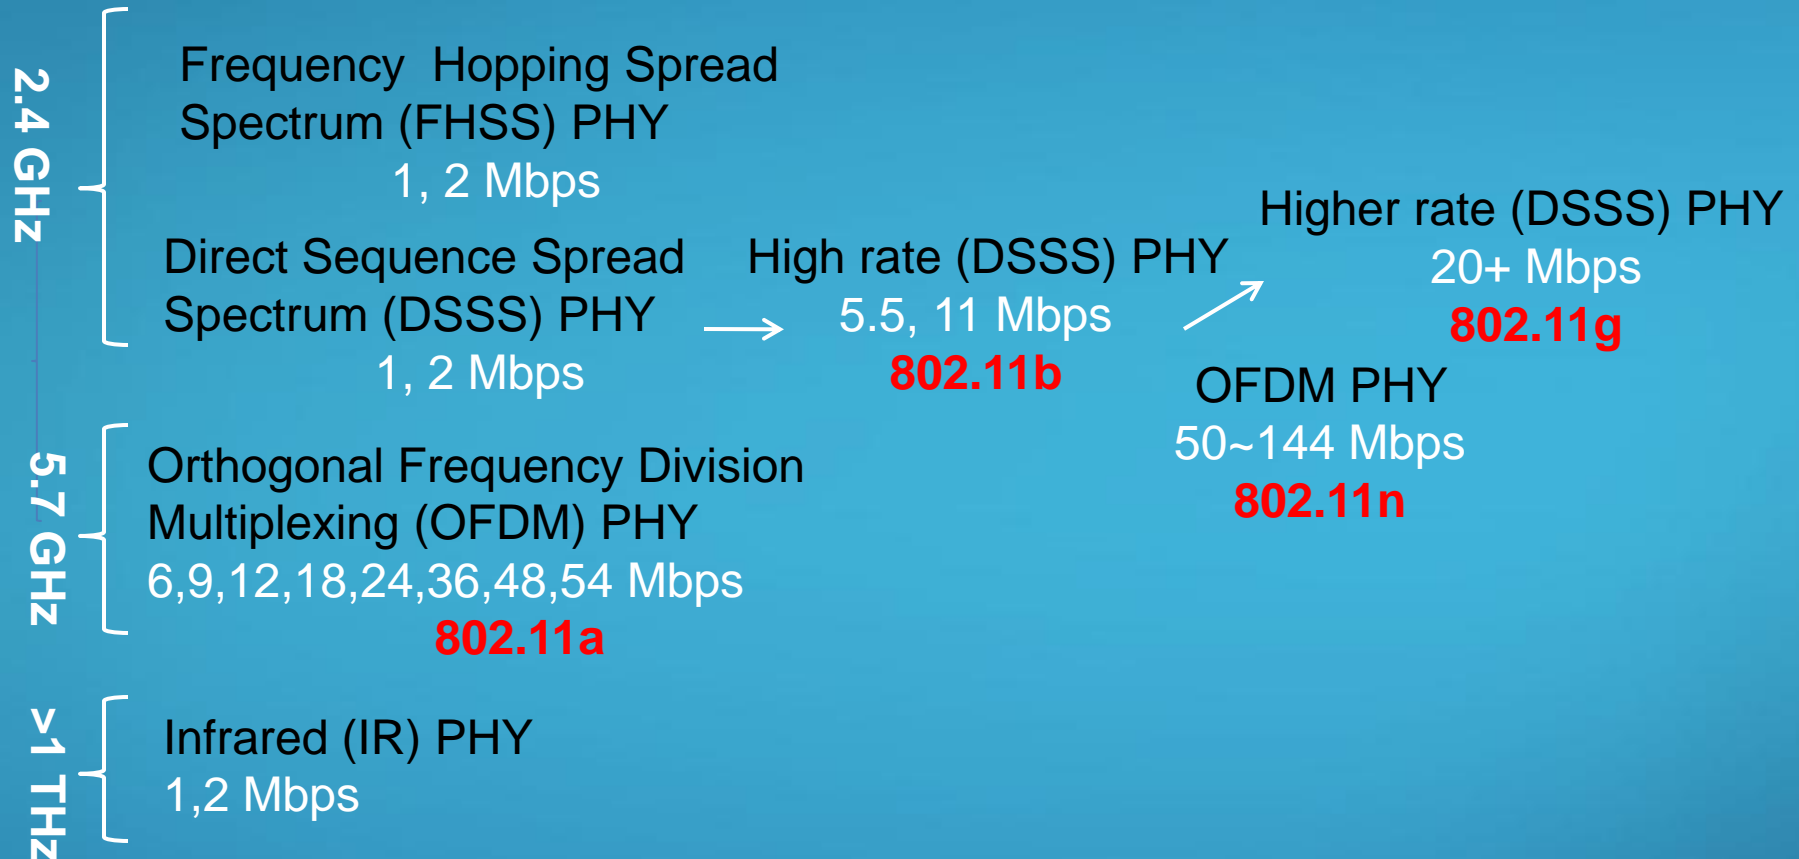 2.4 GHz
Frequency Hopping Spread
Spectrum (FHSS) PHY
1, 2 Mbps
Direct Sequence Spread
Spectrum (DSSS) PHY
1, 2 Mbps
High rate (DSSS) PHY
5.5, 11 Mbps
802.11b
Higher rate (DSSS) PHY
20+ Mbps
802.11g
OFDM PHY
50~144 Mbps
802.11n
5.7 GHz
Orthogonal Frequency Division
Multiplexing (OFDM) PHY
6,9,12,18,24,36,48,54 Mbps
802.11a
>1 THz
Infrared (IR) PHY
1,2 Mbps